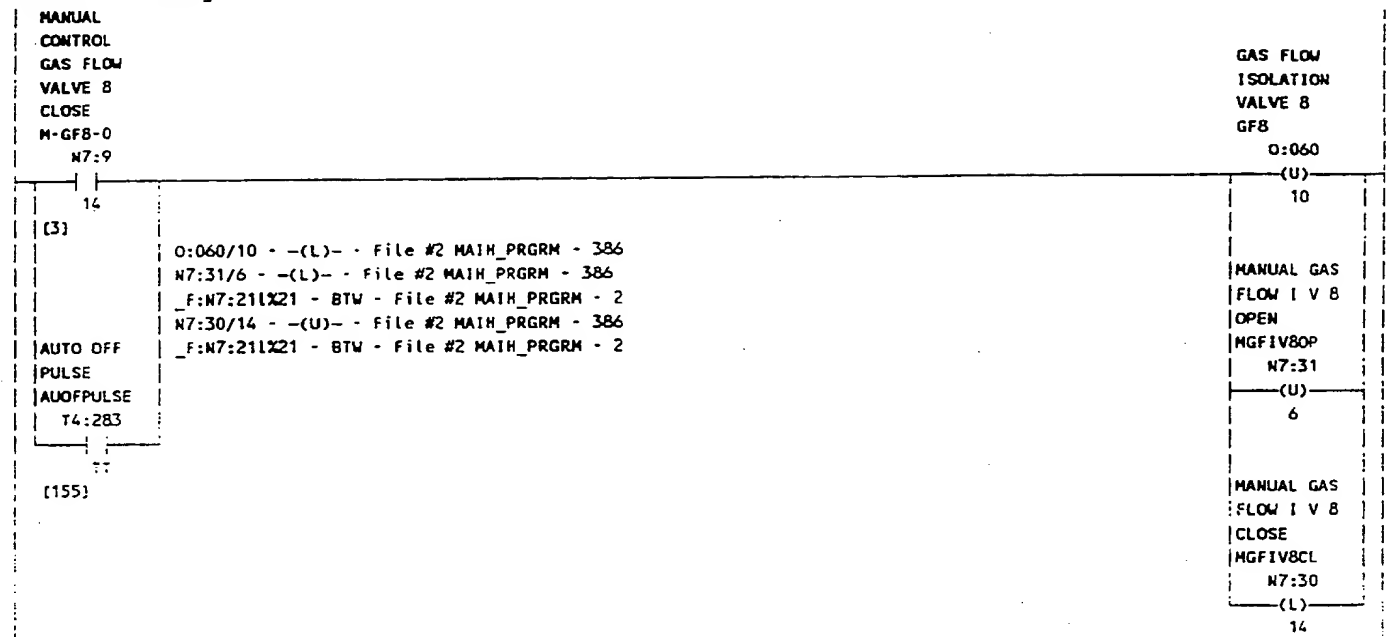 MANUAL
CONTROL
GAS FLOW
VALVE 8
CLOSE
M-GF8-0
N7:9
14
[3]
AUTO OFF
PULSE
AUOFPULSE
T4:283
TT
[155]
O:060/10 - -(L)- - File #2 MAIN_PRGRM - 386
N7:31/6 - -(L)- - File #2 MAIN_PRGRM - 386
_F:N7:211%21 - BTW - File #2 MAIN_PRGRM - 2
N7:30/14 - -(U)- - File #2 MAIN_PRGRM - 386
_F:N7:211%21 - BTW - File #2 MAIN_PRGRM - 2
GAS FLOW
ISOLATION
VALVE 8
GF8
O:060
(U)
10
MANUAL GAS
FLOW I V 8
OPEN
MGFIV8OP
N7:31
(U)
6
MANUAL GAS
FLOW I V 8
CLOSE
MGFIV8CL
N7:30
(L)
14